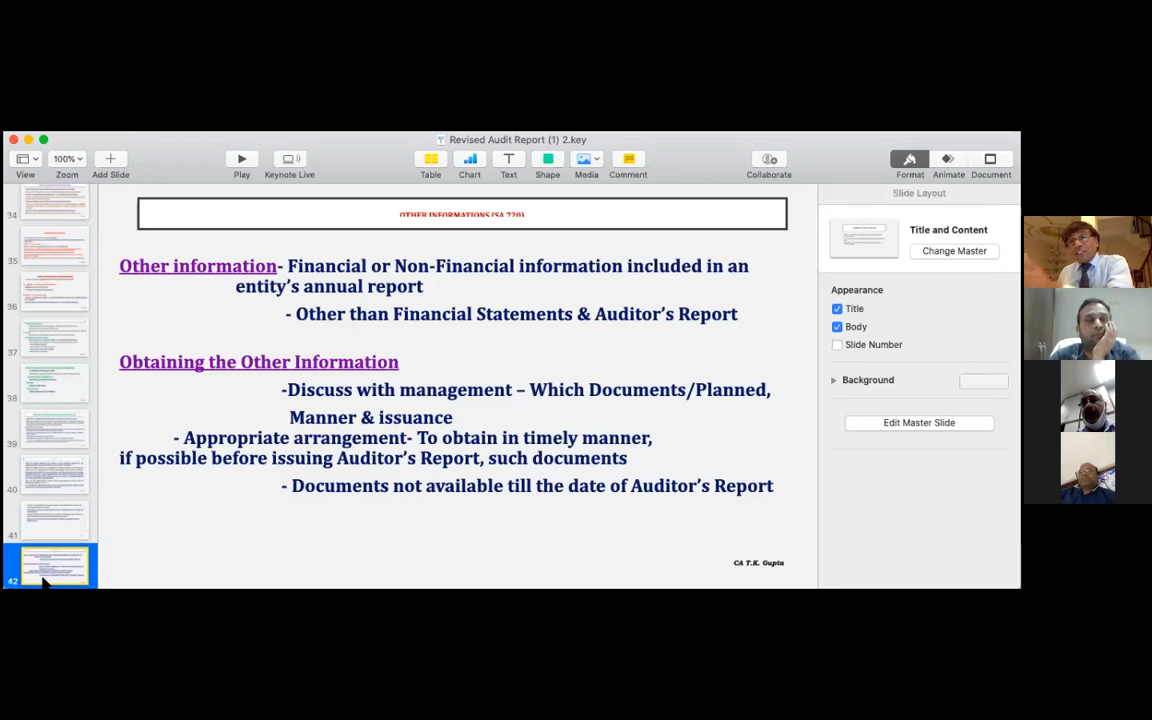 Revised Audit Report (1) 2.key
100%
View
Zoom
Add Slide
Play
Keynote Live
Table
Chart
Text
Shape
Media
Comment
Collaborate
Format
Animate
Document
34
35
36
37
38
39
40
41
42
OTHER INFORMATIONS (SA 720)
Other information- Financial or Non-Financial information included in an
entity's annual report
- Other than Financial Statements & Auditor's Report
Obtaining the Other Information
-Discuss with management – Which Documents/Planned,
Manner & issuance
- Appropriate arrangement- To obtain in timely manner,
if possible before issuing Auditor's Report, such documents
- Documents not available till the date of Auditor's Report
CA T.K. Gupta
Slide Layout
Title and Content
Change Master
Appearance
Title
Body
Slide Number
Background
Edit Master Slide